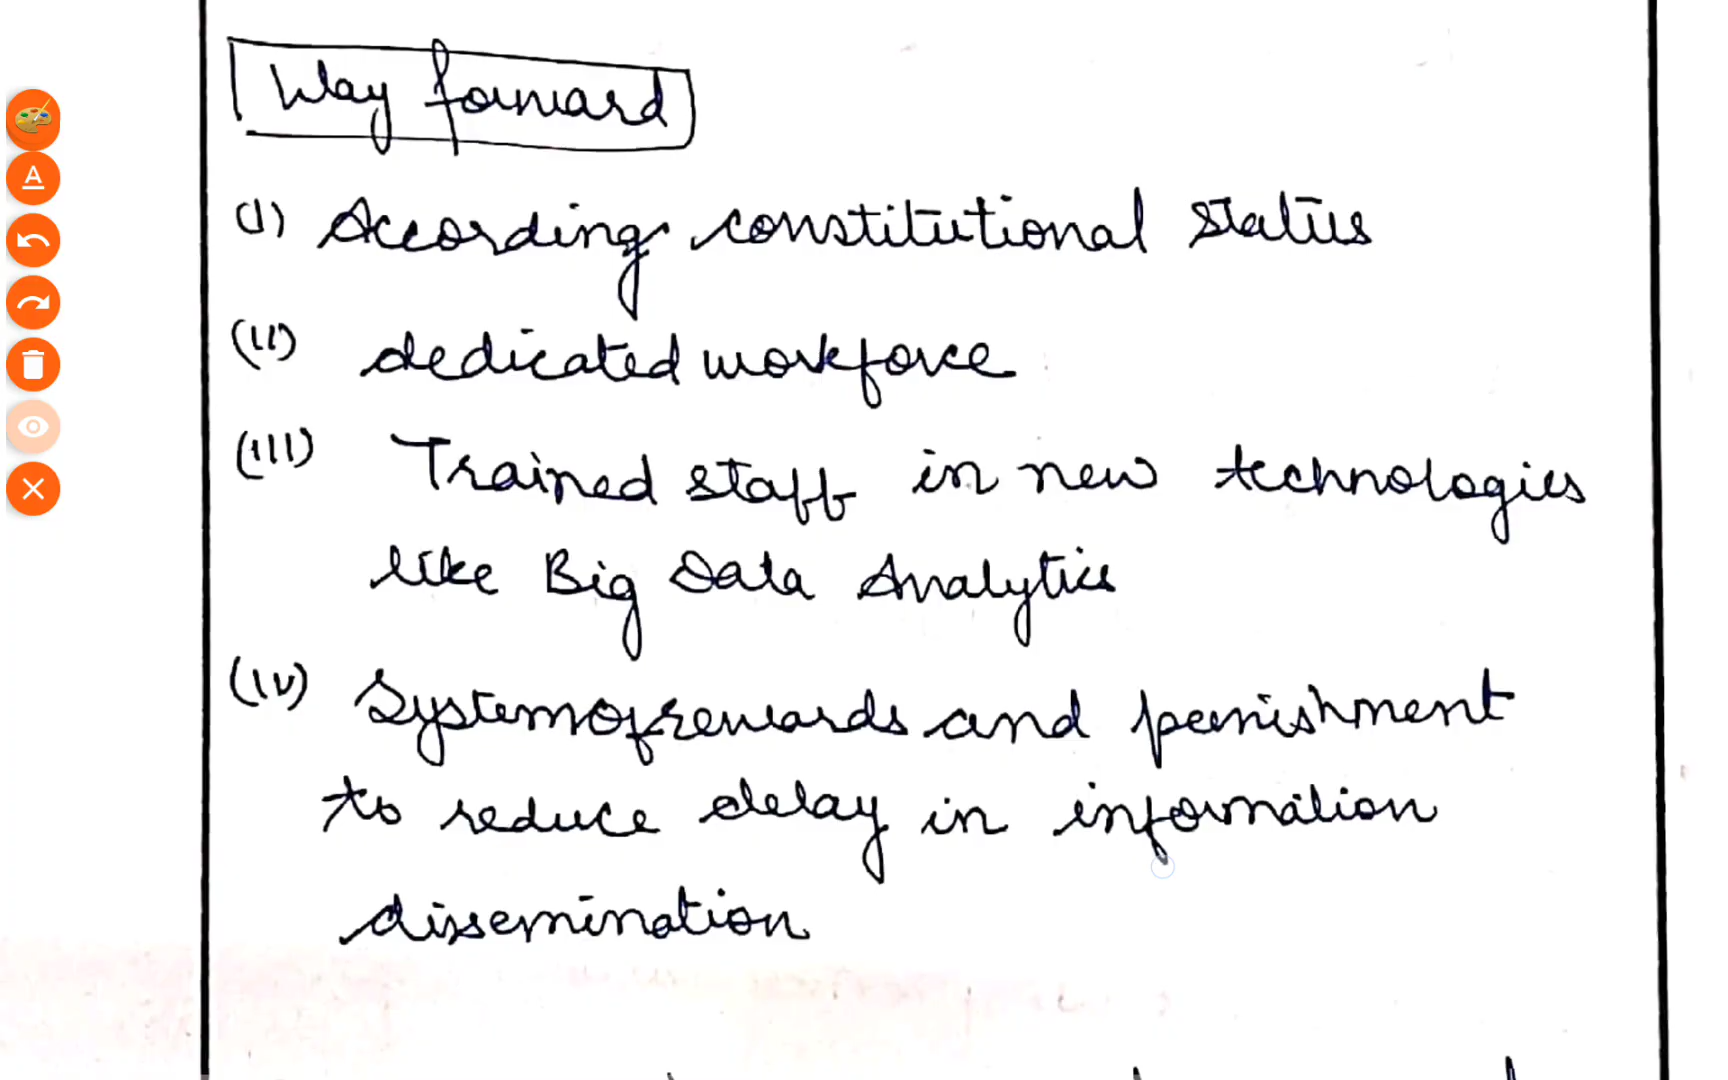 Way forward
(I) According constitutional status
(II) dedicated workforce
(III) Trained staff in new technologies
like Big Data Analytics
(IV) System of rewards and punishment
to reduce delay in information
dissemination